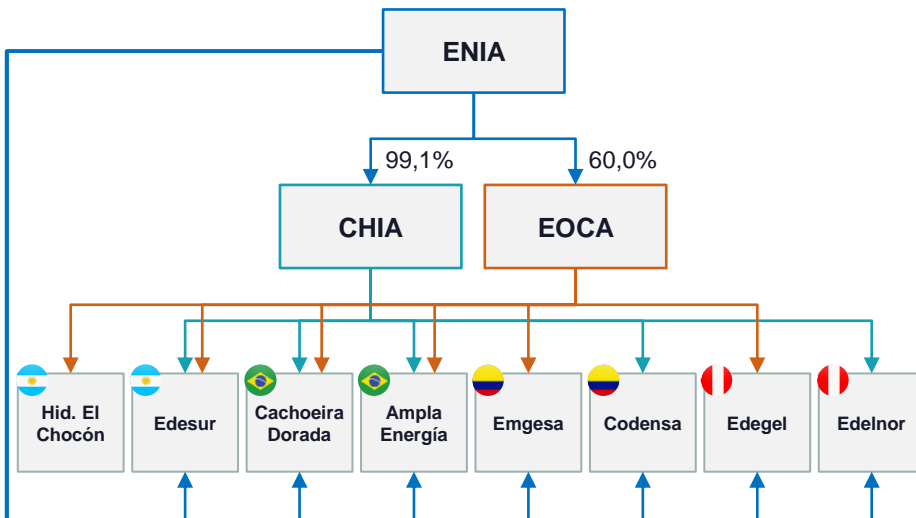 ENIA
99,1%
60,0%
CHIA
EOCA
Hid. El
Chocón
Edesur
Cachoeira
Dorada
Ampla
Energía
Emgesa
Codensa
Edegel
Edelnor